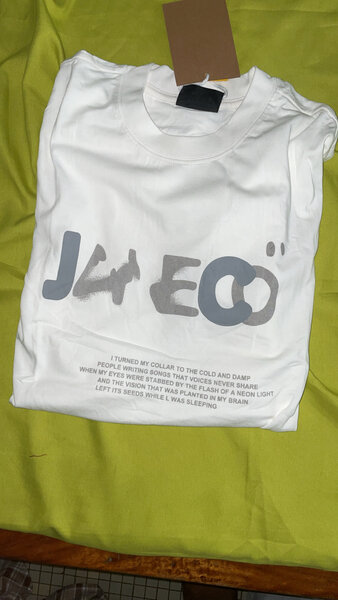 I TURNED MY COLLAR TO THE COLD AND DAMP
PEOPLE WRITING SONGS THAT VOICES NEVER SHARE
WHEN MY EYES WERE STABBED BY THE FLASH OF A NEON LIGHT
AND THE VISION THAT WAS PLANTED IN MY BRAIN
LEFT ITS SEEDS WHILE L WAS SLEEPING